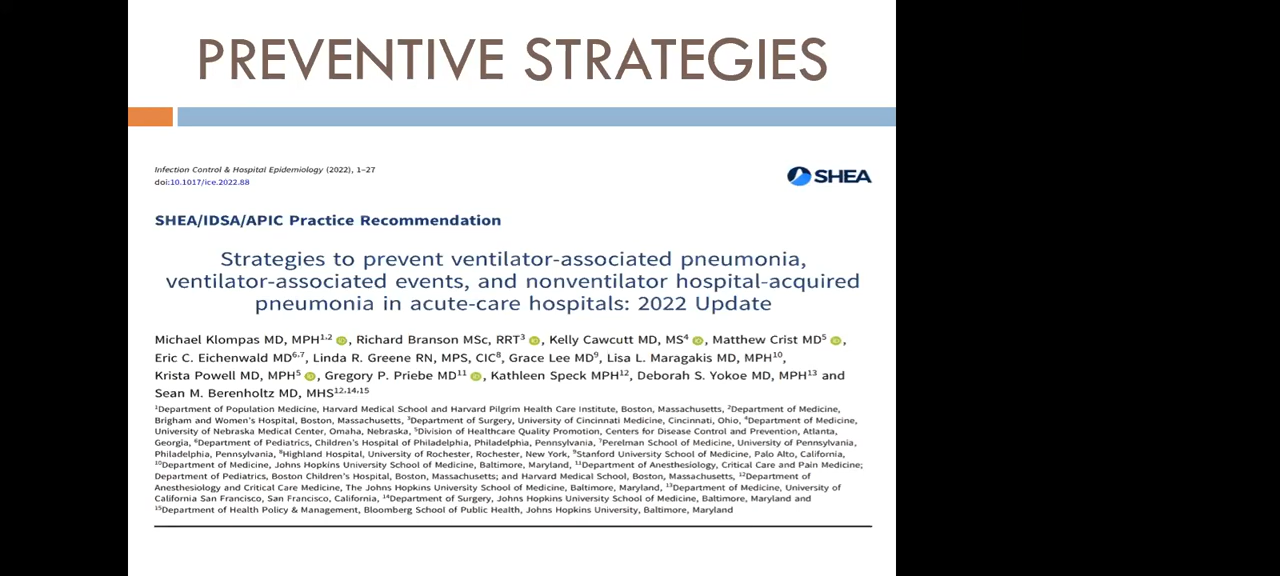 PREVENTIVE STRATEGIES
Infection Control & Hospital Epidemiology (2022), 1–27
doi:10.1017/ice.2022.88
SHEA
SHEA/IDSA/APIC Practice Recommendation
Strategies to prevent ventilator-associated pneumonia,
ventilator-associated events, and nonventilator hospital-acquired
pneumonia in acute-care hospitals: 2022 Update
Michael Klompas MD, MPH1,2, Richard Branson MSc, RRT3, Kelly Cawcutt MD, MS4, Matthew Crist MD5,
Eric C. Eichenwald MD6,7, Linda R. Greene RN, MPS, CIC8, Grace Lee MD9, Lisa L. Maragakis MD, MPH10,
Krista Powell MD, MPH5, Gregory P. Priebe MD11, Kathleen Speck MPH12, Deborah S. Yokoe MD, MPH13 and
Sean M. Berenholtz MD, MHS12,14,15
1Department of Population Medicine, Harvard Medical School and Harvard Pilgrim Health Care Institute, Boston, Massachusetts, 2Department of Medicine,
Brigham and Women's Hospital, Boston, Massachusetts, 3Department of Surgery, University of Cincinnati Medicine, Cincinnati, Ohio, 4Department of Medicine,
University of Nebraska Medical Center, Omaha, Nebraska, 5Division of Healthcare Quality Promotion, Centers for Disease Control and Prevention, Atlanta,
Georgia, 6Department of Pediatrics, Children's Hospital of Philadelphia, Philadelphia, Pennsylvania, 7Perelman School of Medicine, University of Pennsylvania,
Philadelphia, Pennsylvania, 8Highland Hospital, University of Rochester, Rochester, New York, 9Stanford University School of Medicine, Palo Alto, California,
10Department of Medicine, Johns Hopkins University School of Medicine, Baltimore, Maryland, 11Department of Anesthesiology, Critical Care and Pain Medicine;
Department of Pediatrics, Boston Children's Hospital, Boston, Massachusetts; and Harvard Medical School, Boston, Massachusetts, 12Department of
Anesthesiology and Critical Care Medicine, The Johns Hopkins University School of Medicine, Baltimore, Maryland, 13Department of Medicine, University of
California San Francisco, San Francisco, California, 14Department of Surgery, Johns Hopkins University School of Medicine, Baltimore, Maryland and
15Department of Health Policy & Management, Bloomberg School of Public Health, Johns Hopkins University, Baltimore, Maryland